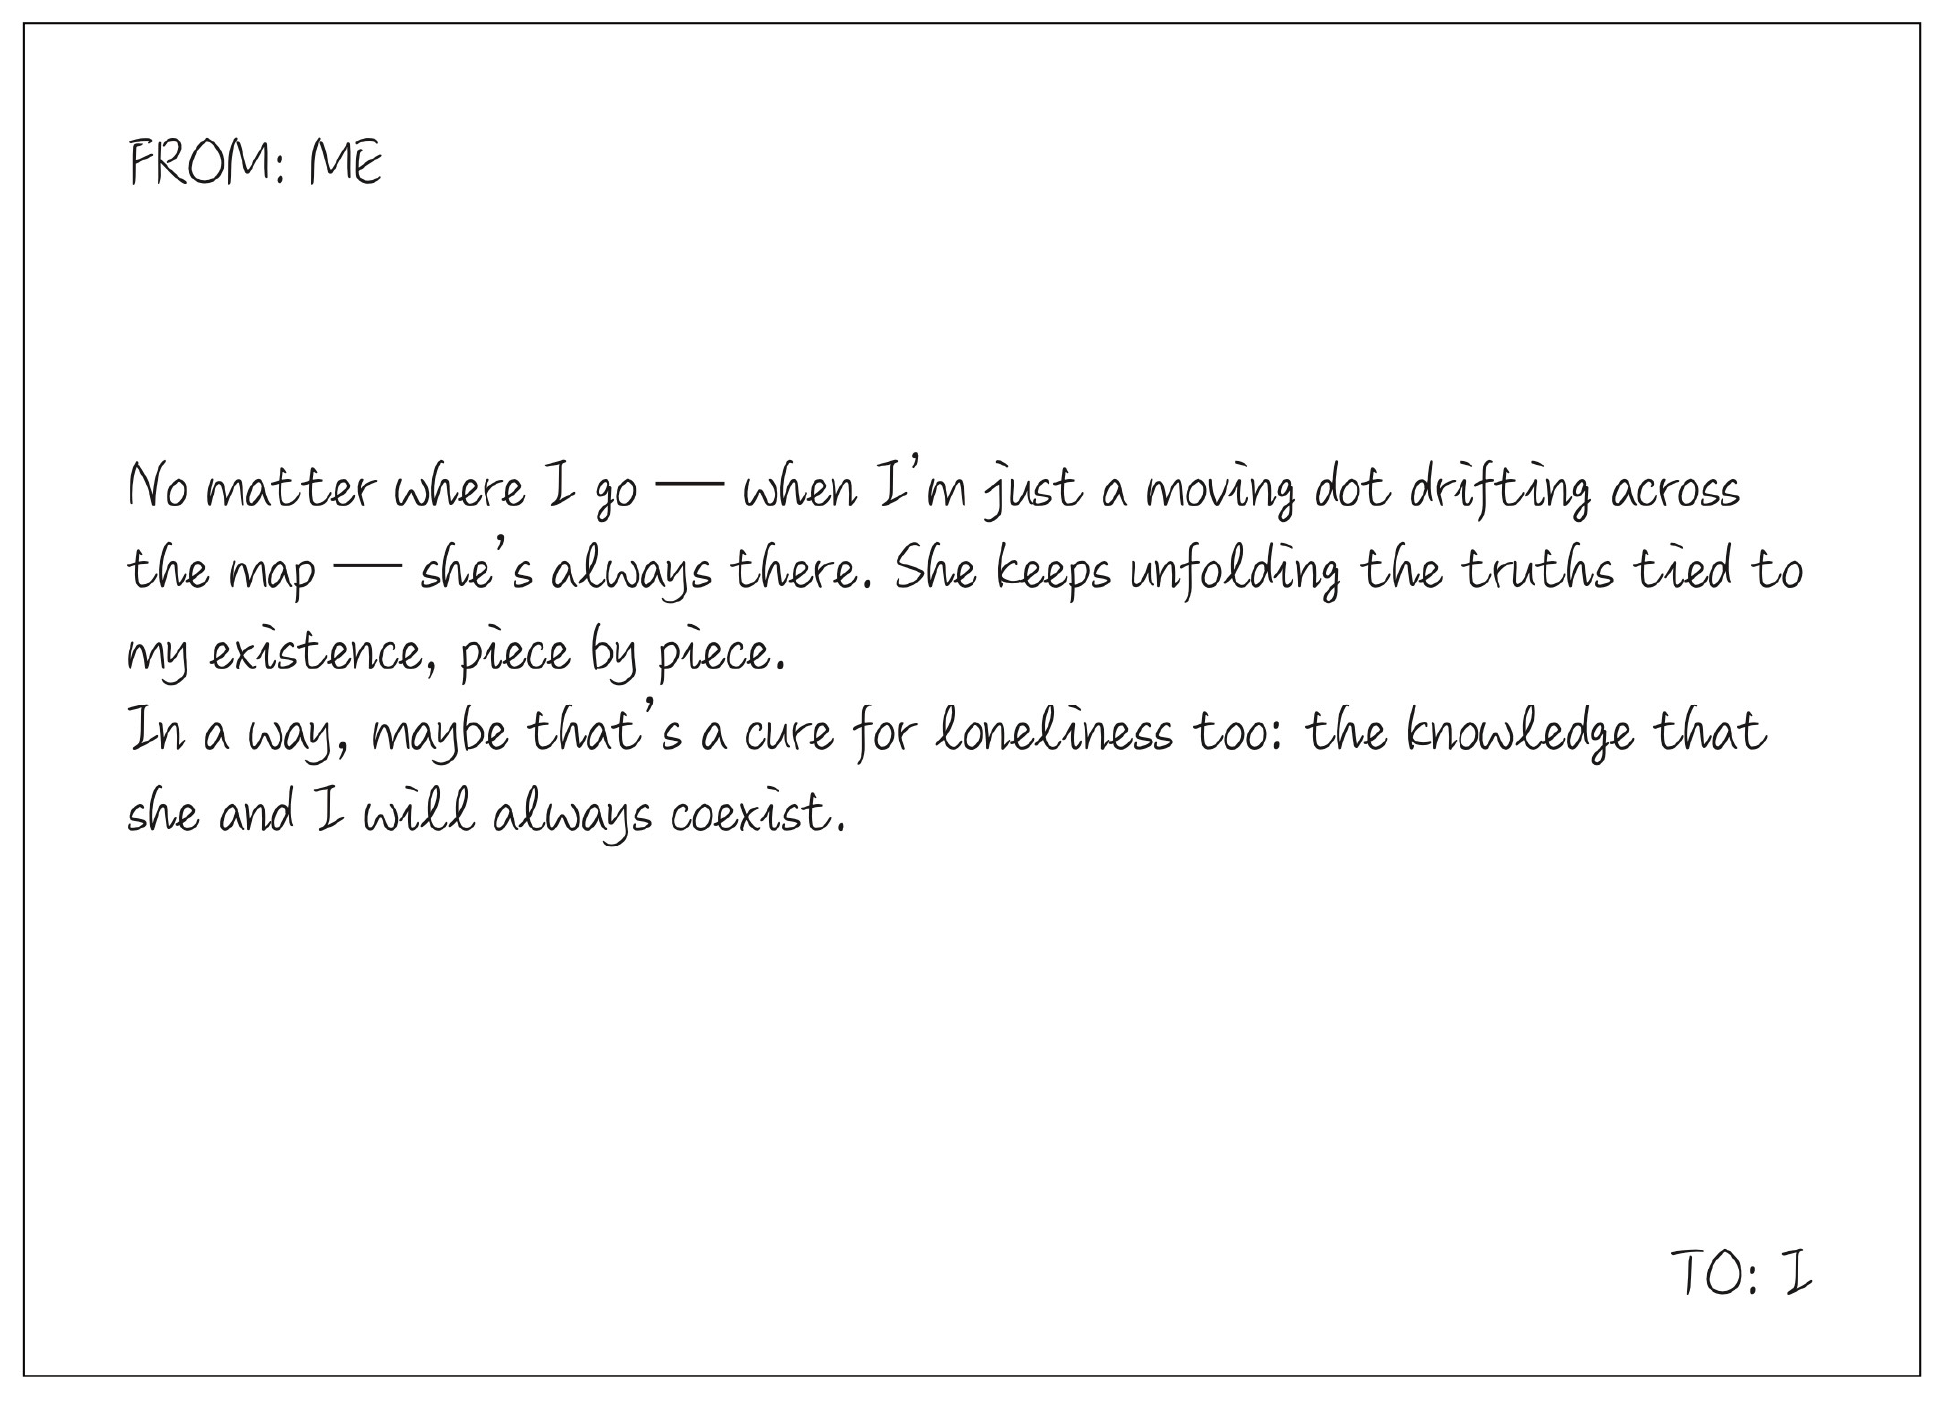 FROM: ME
No matter where I go — when I'm just a moving dot drifting across
the map — she's always there. She keeps unfolding the truths tied to
my existence, piece by piece.
In a way, maybe that's a cure for loneliness too: the knowledge that
she and I will always coexist.
TO: I